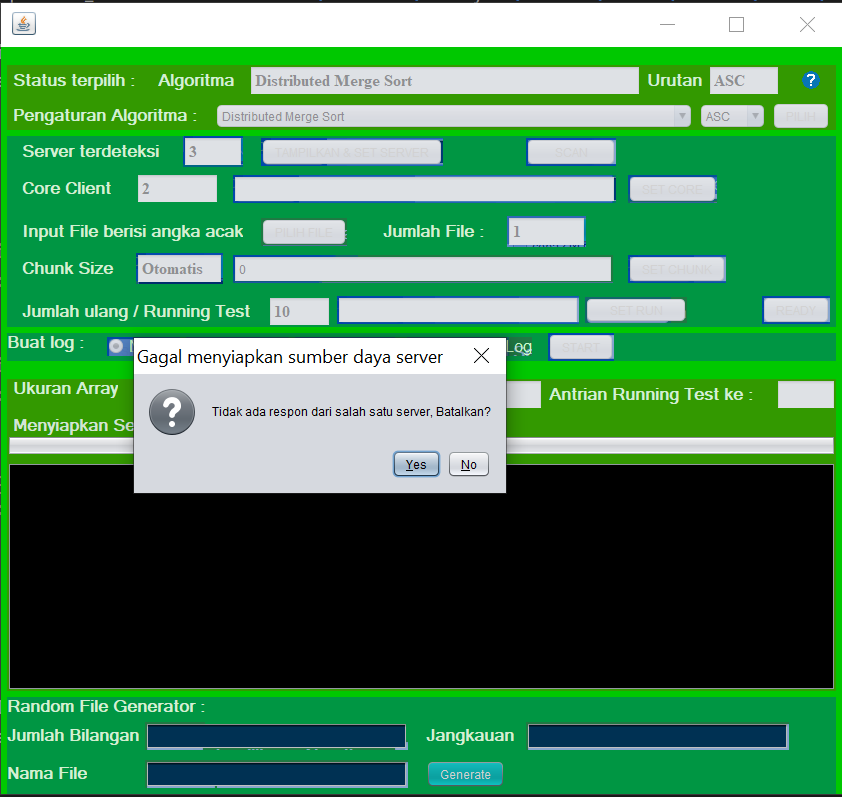 Status terpilih : Algoritma Distributed Merge Sort Urutan ASC ?
Pengaturan Algoritma : Distributed Merge Sort ASC PILIH
Server terdeteksi 3 TAMPILKAN & SET SERVER SCAN
Core Client 2 SET CORE
Input File berisi angka acak PILIH FILE Jumlah File : 1
Chunk Size Otomatis 0 SET CHUNK
Jumlah ulang / Running Test 10 SET RUN READY
Buat log : Log START
Gagal menyiapkan sumber daya server
Ukuran Array Antrian Running Test ke :
Tidak ada respon dari salah satu server, Batalkan?
Menyiapkan Se
Yes No
Random File Generator :
Jumlah Bilangan Jangkauan
Nama File Generate